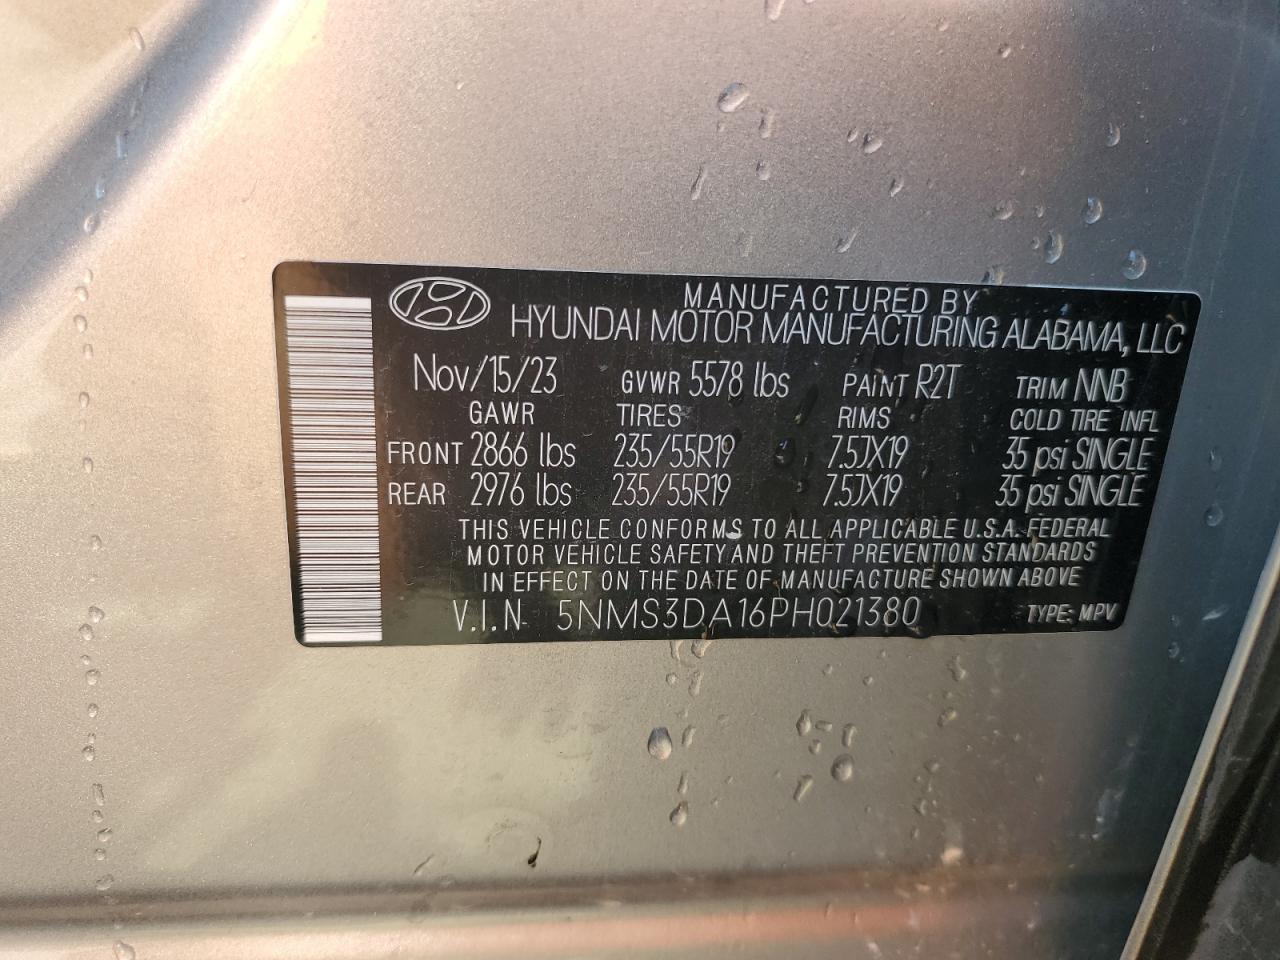 MANUFACTURED BY
HYUNDAI MOTOR MANUFACTURING ALABAMA, LLC
Nov/15/23 GVWR 5578 lbs PAINT R2T TRIM NNB
GAWR TIRES RIMS COLD TIRE INFL
FRONT 2866 lbs 235/55R19 7.5JX19 35 psi SINGLE
REAR 2976 lbs 235/55R19 7.5JX19 35 psi SINGLE
THIS VEHICLE CONFORMS TO ALL APPLICABLE U.S.A. FEDERAL
MOTOR VEHICLE SAFETY AND THEFT PREVENTION STANDARDS
IN EFFECT ON THE DATE OF MANUFACTURE SHOWN ABOVE
V.I.N 5NMS3DA16PH021380 TYPE: MPV